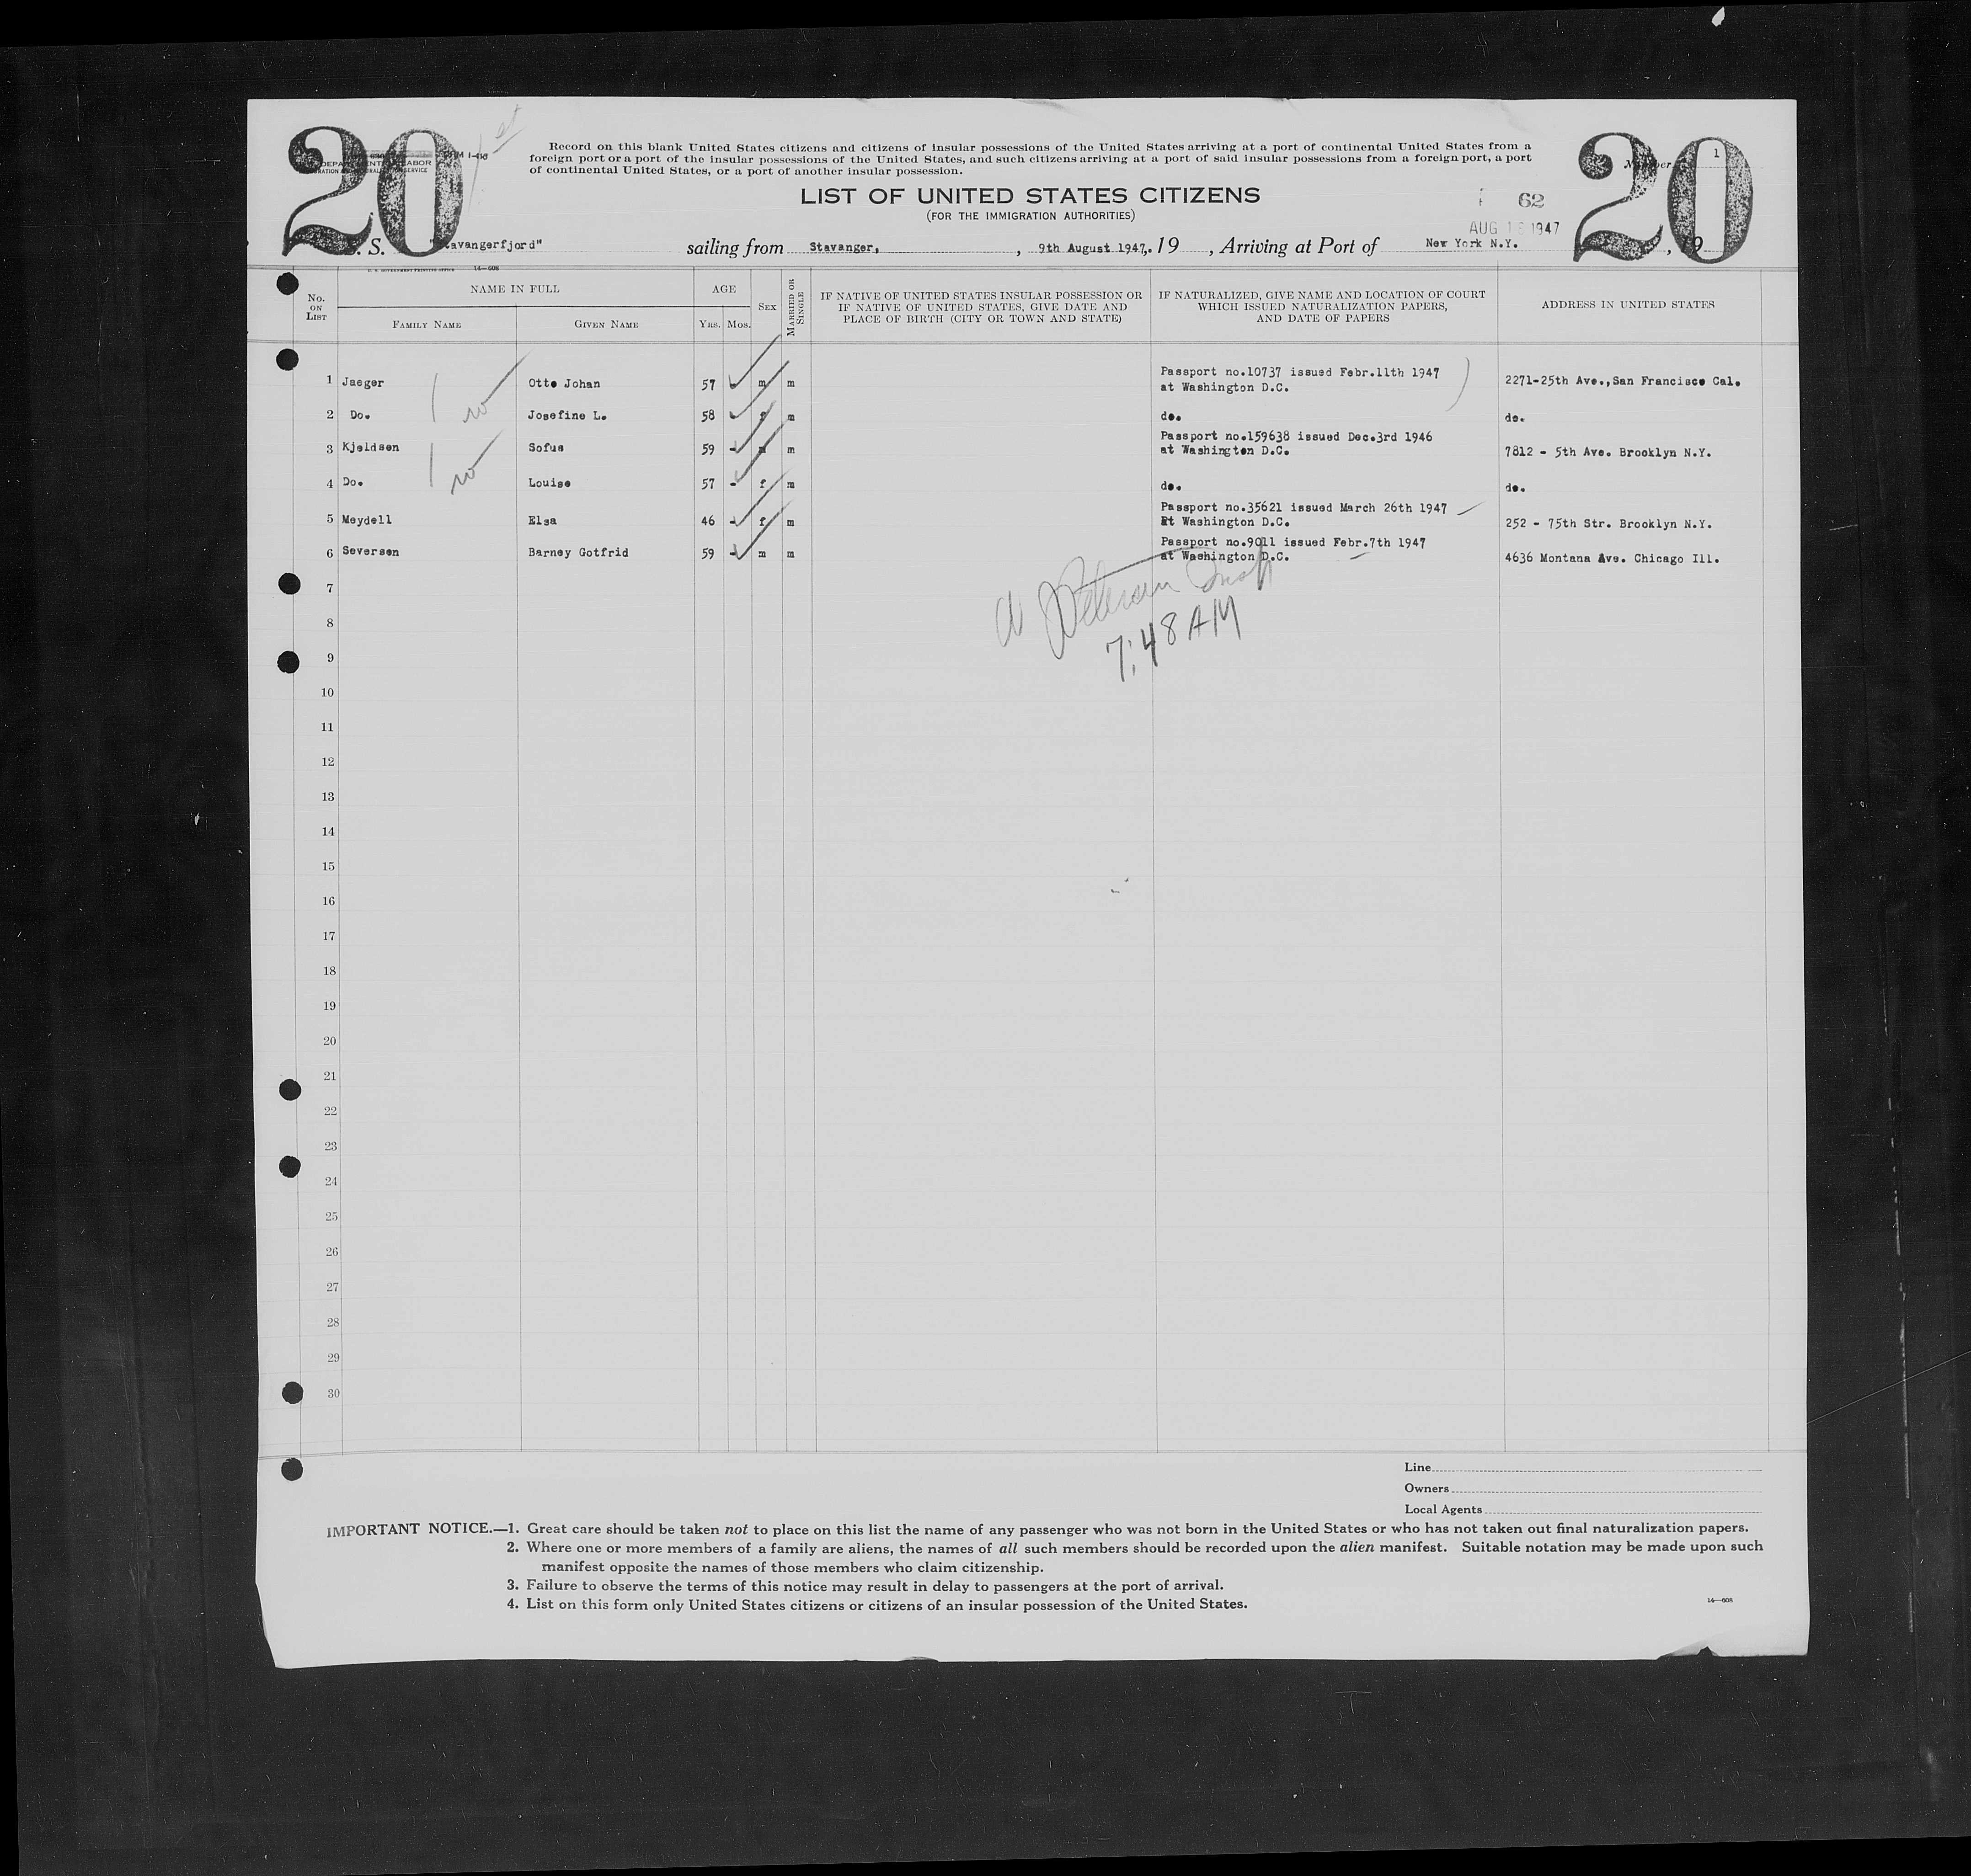 20
20
DEPARTMENT OF LABOR
Number
1
Record on this blank United States citizens and citizens of insular possessions of the United States arriving at a port of continental United States from a
foreign port or a port of the insular possessions of the United States, and such citizens arriving at a port of said insular possessions from a foreign port, a port
of continental United States, or a port of another insular possession.
LIST OF UNITED STATES CITIZENS
(FOR THE IMMIGRATION AUTHORITIES)
62
AUG 1947
S. "Stavangerfjord" sailing from Stavanger, , 9th August 1947,. 19 , Arriving at Port of New York N.Y. , 19
U. S. GOVERNMENT PRINTING OFFICE 14—608
No. ON LIST
NAME IN FULL
FAMILY NAME
GIVEN NAME
AGE
YRS.
MOS.
SEX
MARRIED OR SINGLE
IF NATIVE OF UNITED STATES INSULAR POSSESSION OR
IF NATIVE OF UNITED STATES, GIVE DATE AND
PLACE OF BIRTH (CITY OR TOWN AND STATE)
IF NATURALIZED, GIVE NAME AND LOCATION OF COURT
WHICH ISSUED NATURALIZATION PAPERS,
AND DATE OF PAPERS
ADDRESS IN UNITED STATES
1 Jaeger Otto Johan 57 - m m Passport no.10737 issued Febr.11th 1947
at Washington D.C. 2271-25th Ave.,San Francisco Cal.
2 Do. Josefine L. 58 - f m do. do.
3 Kjeldsen Sofus 59 - m m Passport no.159638 issued Dec.3rd 1946
at Washington D.C. 7812 - 5th Ave. Brooklyn N.Y.
4 Do. Louise 57 - f m do. do.
5 Meydell Elsa 46 - f m Passport no.35621 issued March 26th 1947
at Washington D.C. 252 - 75th Str. Brooklyn N.Y.
6 Seversen Barney Gotfrid 59 - m m Passport no.9011 issued Febr.7th 1947
at Washington D.C. 4636 Montana Ave. Chicago Ill.
7:48 AM
7
8
9
10
11
12
13
14
15
16
17
18
19
20
21
22
23
24
25
26
27
28
29
30
Line
Owners
Local Agents
IMPORTANT NOTICE.—1. Great care should be taken not to place on this list the name of any passenger who was not born in the United States or who has not taken out final naturalization papers.
2. Where one or more members of a family are aliens, the names of all such members should be recorded upon the alien manifest. Suitable notation may be made upon such
manifest opposite the names of those members who claim citizenship.
3. Failure to observe the terms of this notice may result in delay to passengers at the port of arrival.
4. List on this form only United States citizens or citizens of an insular possession of the United States.
14—608